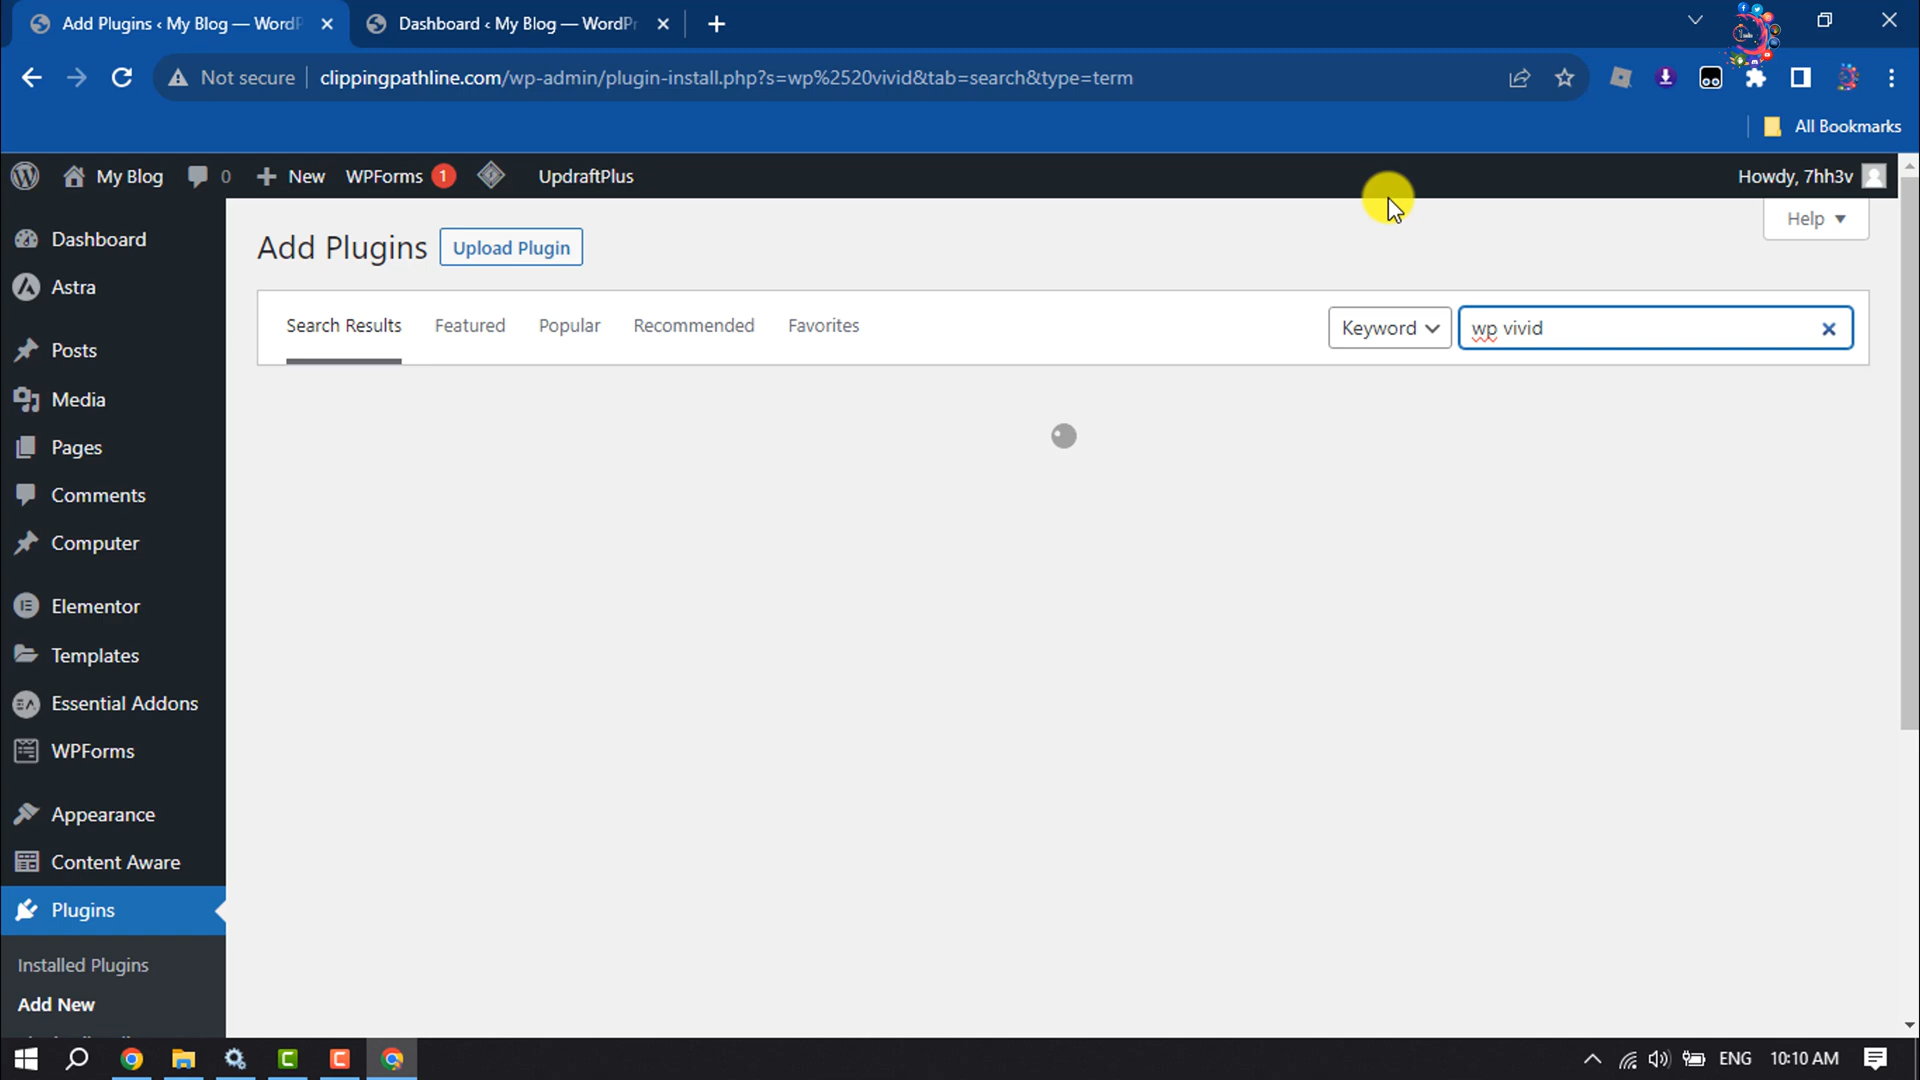 Add Plugins ‹ My Blog — WordP
Dashboard ‹ My Blog — WordPr
Not secure
clippingpathline.com/wp-admin/plugin-install.php?s=wp%2520vivid&tab=search&type=term
All Bookmarks
My Blog
0
New
WPForms
1
UpdraftPlus
Howdy, 7hh3v
Help
Dashboard
Astra
Posts
Media
Pages
Comments
Computer
Elementor
Templates
Essential Addons
WPForms
Appearance
Content Aware
Plugins
Installed Plugins
Add New
Add Plugins
Upload Plugin
Search Results
Featured
Popular
Recommended
Favorites
Keyword
wp vivid
ENG
10:10 AM